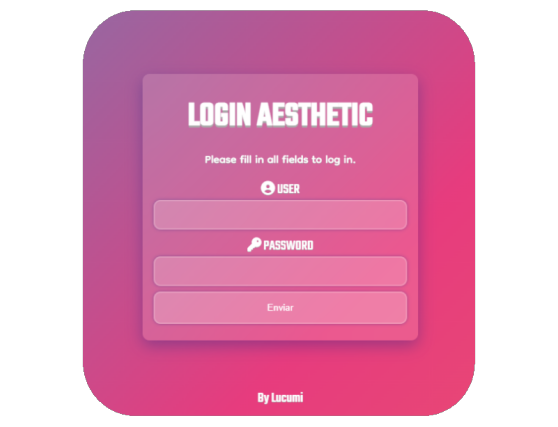 LOGIN AESTHETIC
Please fill in all fields to log in.
USER
PASSWORD
Enviar
By Lucumi